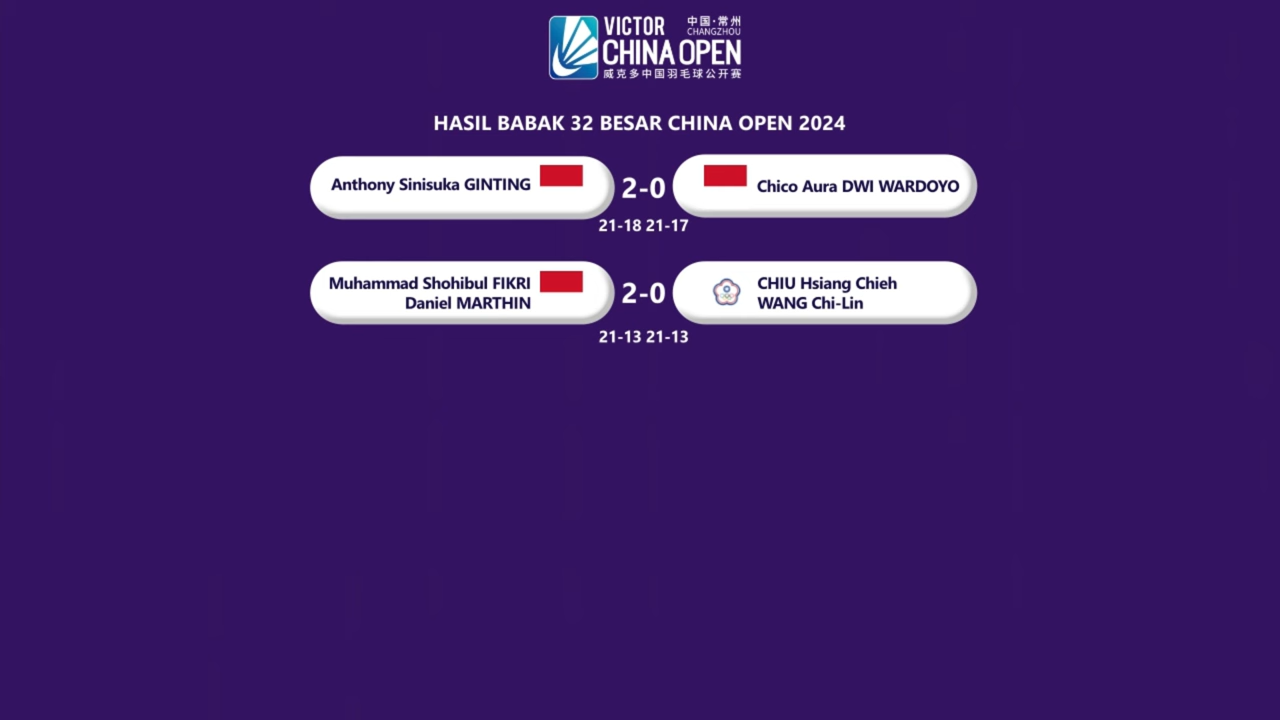 VICTOR 中国·常州
CHANGZHOU
CHINA OPEN
威克多中国羽毛球公开赛
HASIL BABAK 32 BESAR CHINA OPEN 2024
Anthony Sinisuka GINTING 2-0 Chico Aura DWI WARDOYO
21-18 21-17
Muhammad Shohibul FIKRI
Daniel MARTHIN
2-0
CHIU Hsiang Chieh
WANG Chi-Lin
21-13 21-13